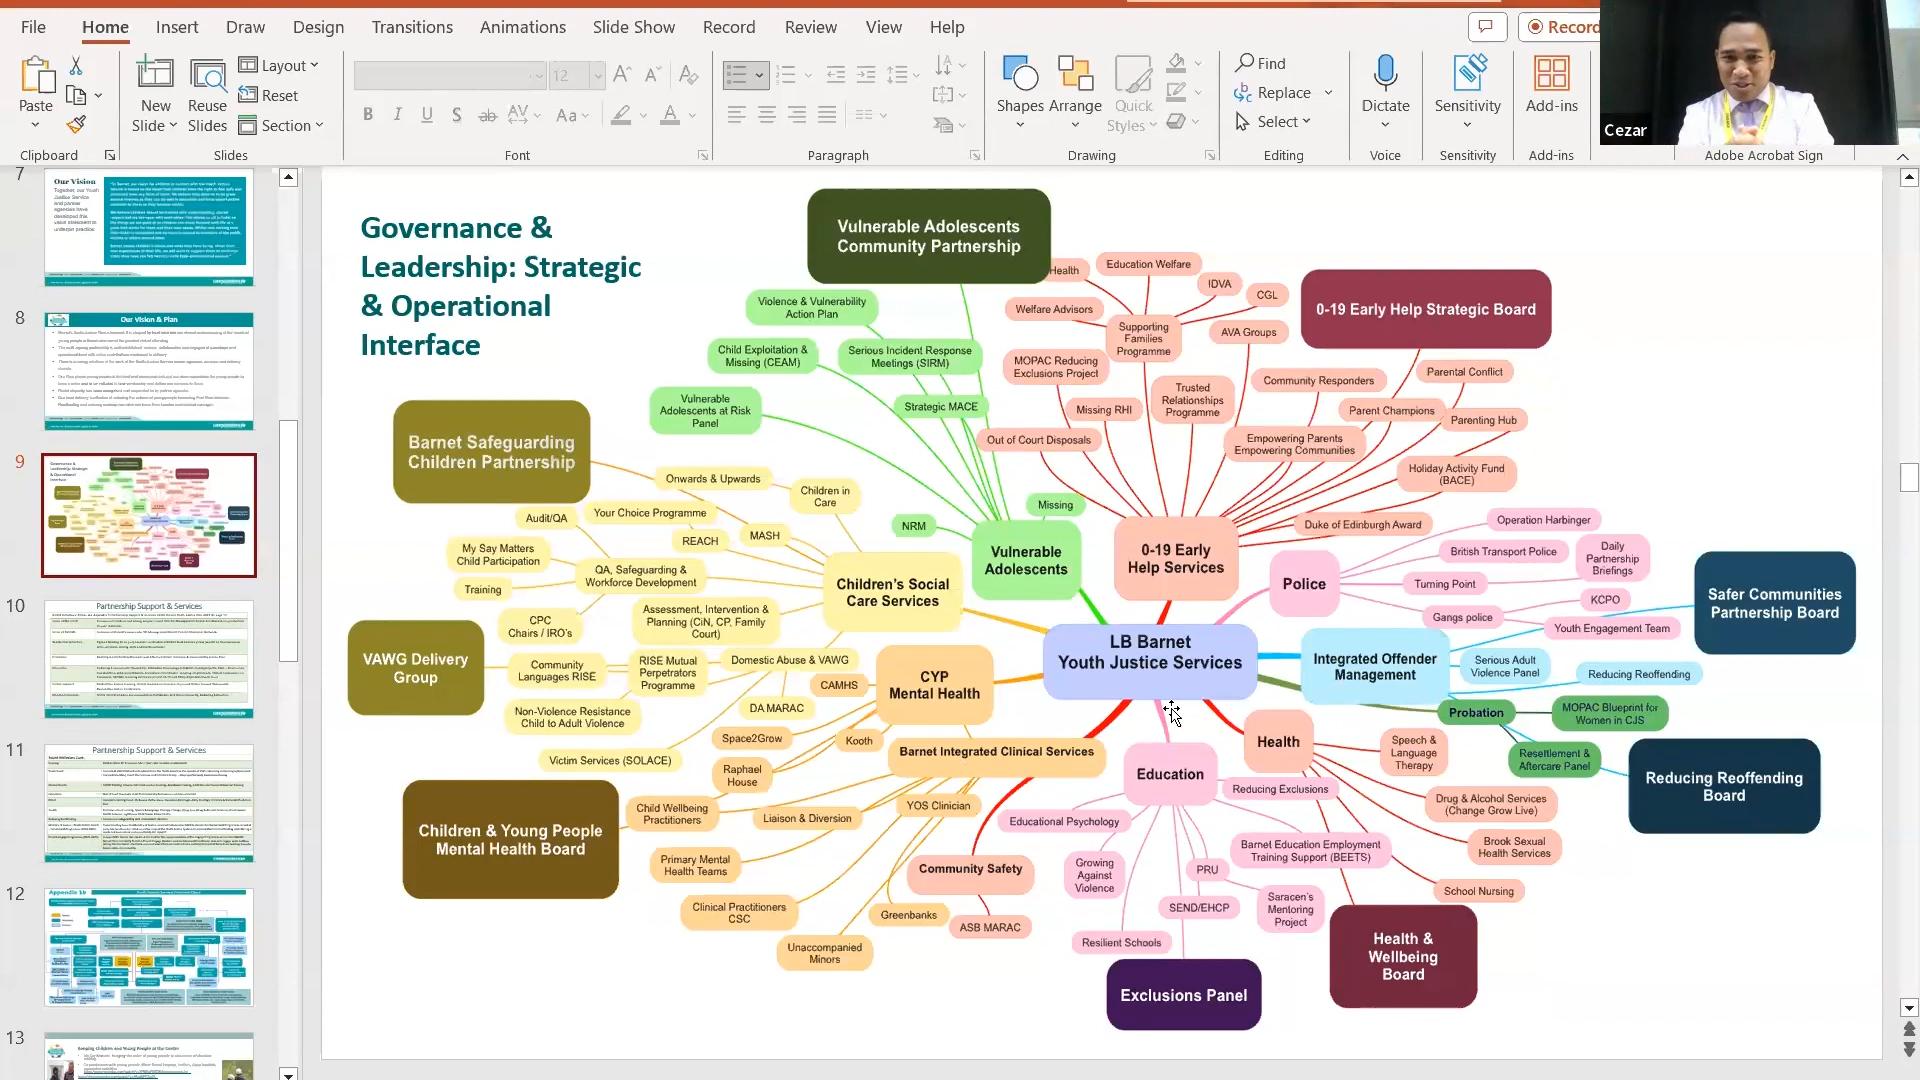 File Home Insert Draw Design Transitions Animations Slide Show Record Review View Help
Record
Paste
New
Slide
Reuse
Slides
Layout
Reset
Section
12
B I U S ab AV Aa A
Shapes Arrange Quick
Styles
Find
Replace
Select
Dictate
Sensitivity
Add-ins
Clipboard Slides Font Paragraph Drawing Editing Voice Sensitivity Add-ins Adobe Acrobat Sign
Cezar
7
Our Vision
8
Our Vision & Plan
9
10
Partnership Support & Services
11
Partnership Support & Services
12
Appendix 1b
13
Governance &
Leadership: Strategic
& Operational
Interface
Vulnerable Adolescents
Community Partnership
Violence & Vulnerability
Action Plan
Child Exploitation &
Missing (CEAM)
Serious Incident Response
Meetings (SIRM)
Vulnerable
Adolescents at Risk
Panel
Strategic MACE
NRM
Missing
Vulnerable
Adolescents
Health
Education Welfare
IDVA
CGL
Welfare Advisors
Supporting
Families
Programme
AVA Groups
MOPAC Reducing
Exclusions Project
Trusted
Relationships
Programme
Missing RHI
Out of Court Disposals
Community Responders
Parental Conflict
Parent Champions
Parenting Hub
Empowering Parents
Empowering Communities
Holiday Activity Fund
(BACE)
Duke of Edinburgh Award
0-19 Early Help Strategic Board
0-19 Early
Help Services
Barnet Safeguarding
Children Partnership
Onwards & Upwards
Children in
Care
Your Choice Programme
Audit/QA
REACH
MASH
My Say Matters
Child Participation
QA, Safeguarding &
Workforce Development
Training
CPC
Chairs / IRO's
Assessment, Intervention &
Planning (CiN, CP, Family
Court)
Children's Social
Care Services
VAWG Delivery
Group
Community
Languages RISE
RISE Mutual
Perpetrators
Programme
Domestic Abuse & VAWG
Non-Violence Resistance
Child to Adult Violence
DA MARAC
Victim Services (SOLACE)
CAMHS
CYP
Mental Health
Space2Grow
Kooth
Raphael
House
Barnet Integrated Clinical Services
Children & Young People
Mental Health Board
Child Wellbeing
Practitioners
Liaison & Diversion
YOS Clinician
Primary Mental
Health Teams
Clinical Practitioners
CSC
Greenbanks
Unaccompanied
Minors
LB Barnet
Youth Justice Services
Police
Operation Harbinger
British Transport Police
Daily
Partnership
Briefings
Turning Point
KCPO
Gangs police
Youth Engagement Team
Safer Communities
Partnership Board
Integrated Offender
Management
Serious Adult
Violence Panel
Reducing Reoffending
Probation
MOPAC Blueprint for
Women in CJS
Resettlement &
Aftercare Panel
Reducing Reoffending
Board
Health
Speech &
Language
Therapy
Drug & Alcohol Services
(Change Grow Live)
Brook Sexual
Health Services
School Nursing
Health &
Wellbeing
Board
Education
Reducing Exclusions
Educational Psychology
Barnet Education Employment
Training Support (BEETS)
Growing
Against
Violence
PRU
SEND/EHCP
Saracen's
Mentoring
Project
Resilient Schools
Exclusions Panel
Community Safety
ASB MARAC